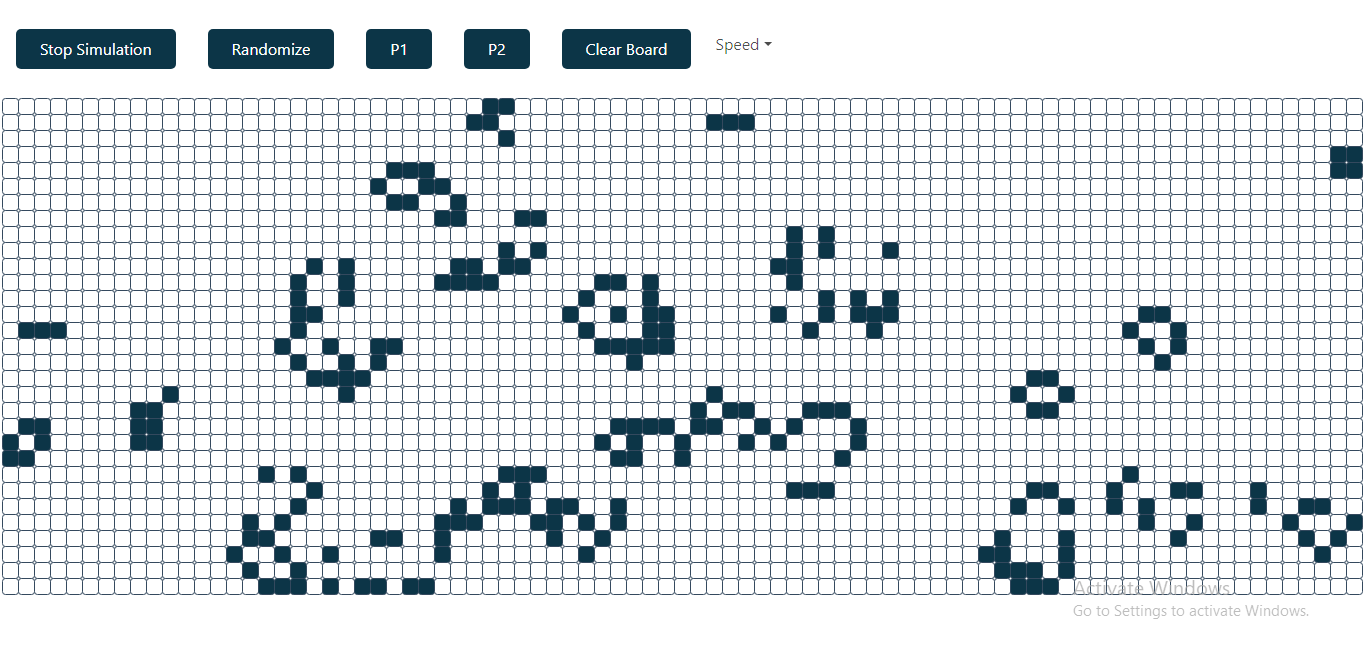 Stop Simulation
Randomize
P1
P2
Clear Board
Speed
Activate Windows
Go to Settings to activate Windows.